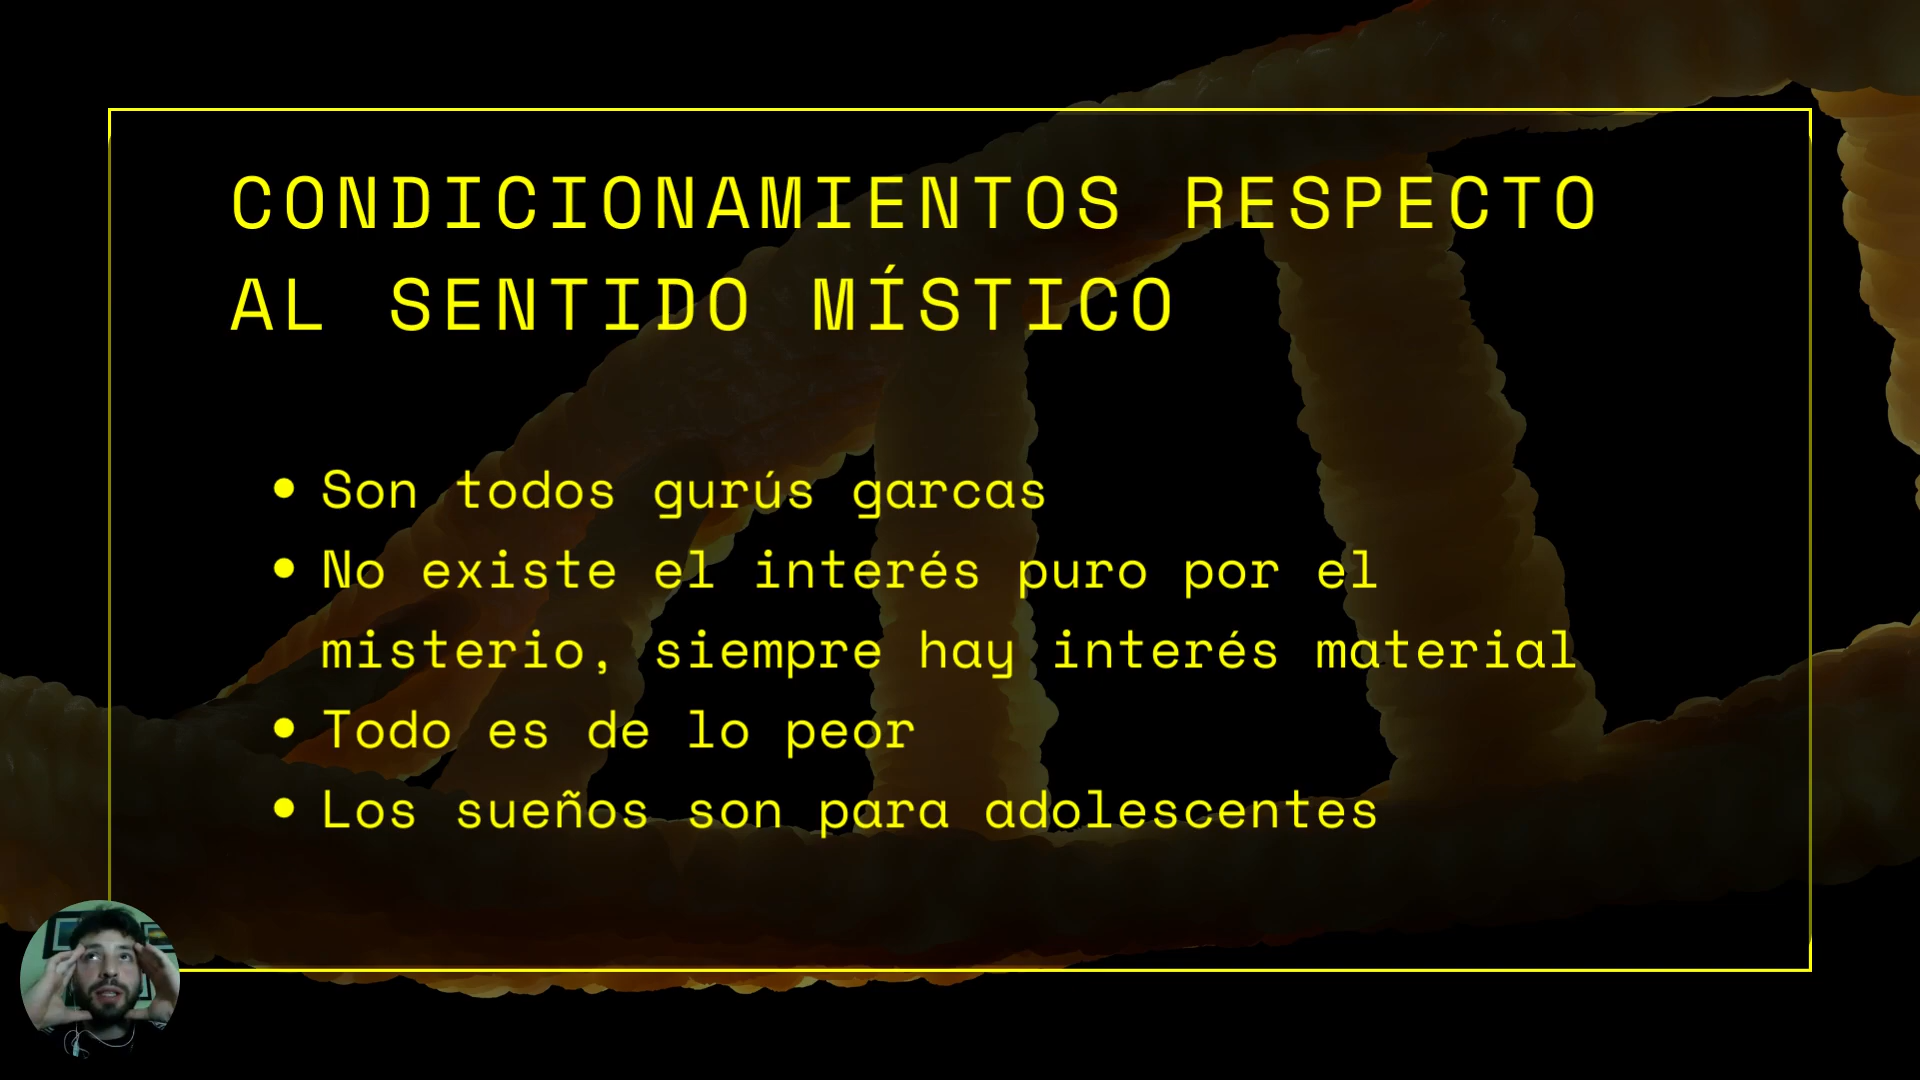 CONDICIONAMIENTOS RESPECTO
AL SENTIDO MÍSTICO
• Son todos gurús garcas
• No existe el interés puro por el
misterio, siempre hay interés material
• Todo es de lo peor
• Los sueños son para adolescentes